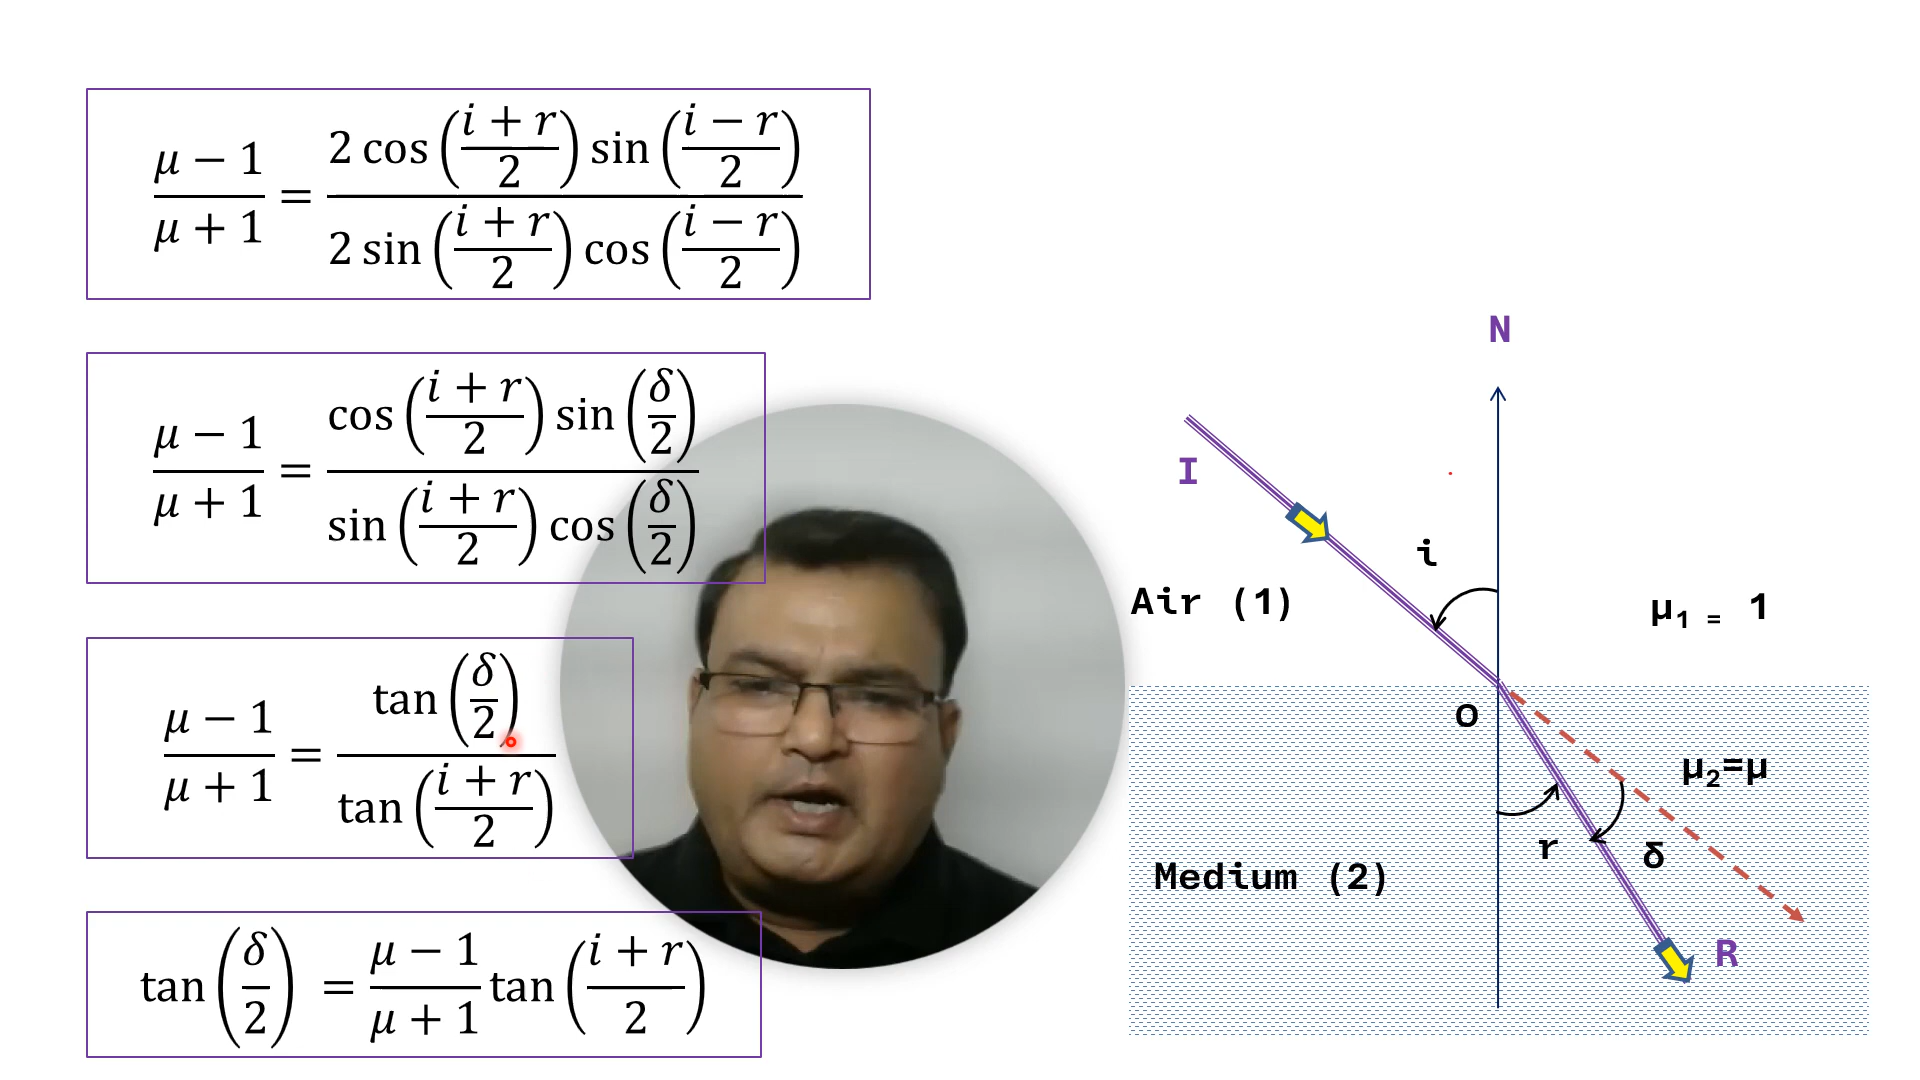 (μ − 1)/(μ + 1) = (2 cos((i + r)/2) sin((i − r)/2))/(2 sin((i + r)/2) cos((i − r)/2))
(μ − 1)/(μ + 1) = (cos((i + r)/2) sin(δ/2))/(sin((i + r)/2) cos(δ/2))
(μ − 1)/(μ + 1) = tan(δ/2)/tan((i + r)/2)
tan(δ/2) = (μ − 1)/(μ + 1) tan((i + r)/2)
N
I
i
Air (1)
μ₁ = 1
O
μ₂=μ
r
δ
Medium (2)
R